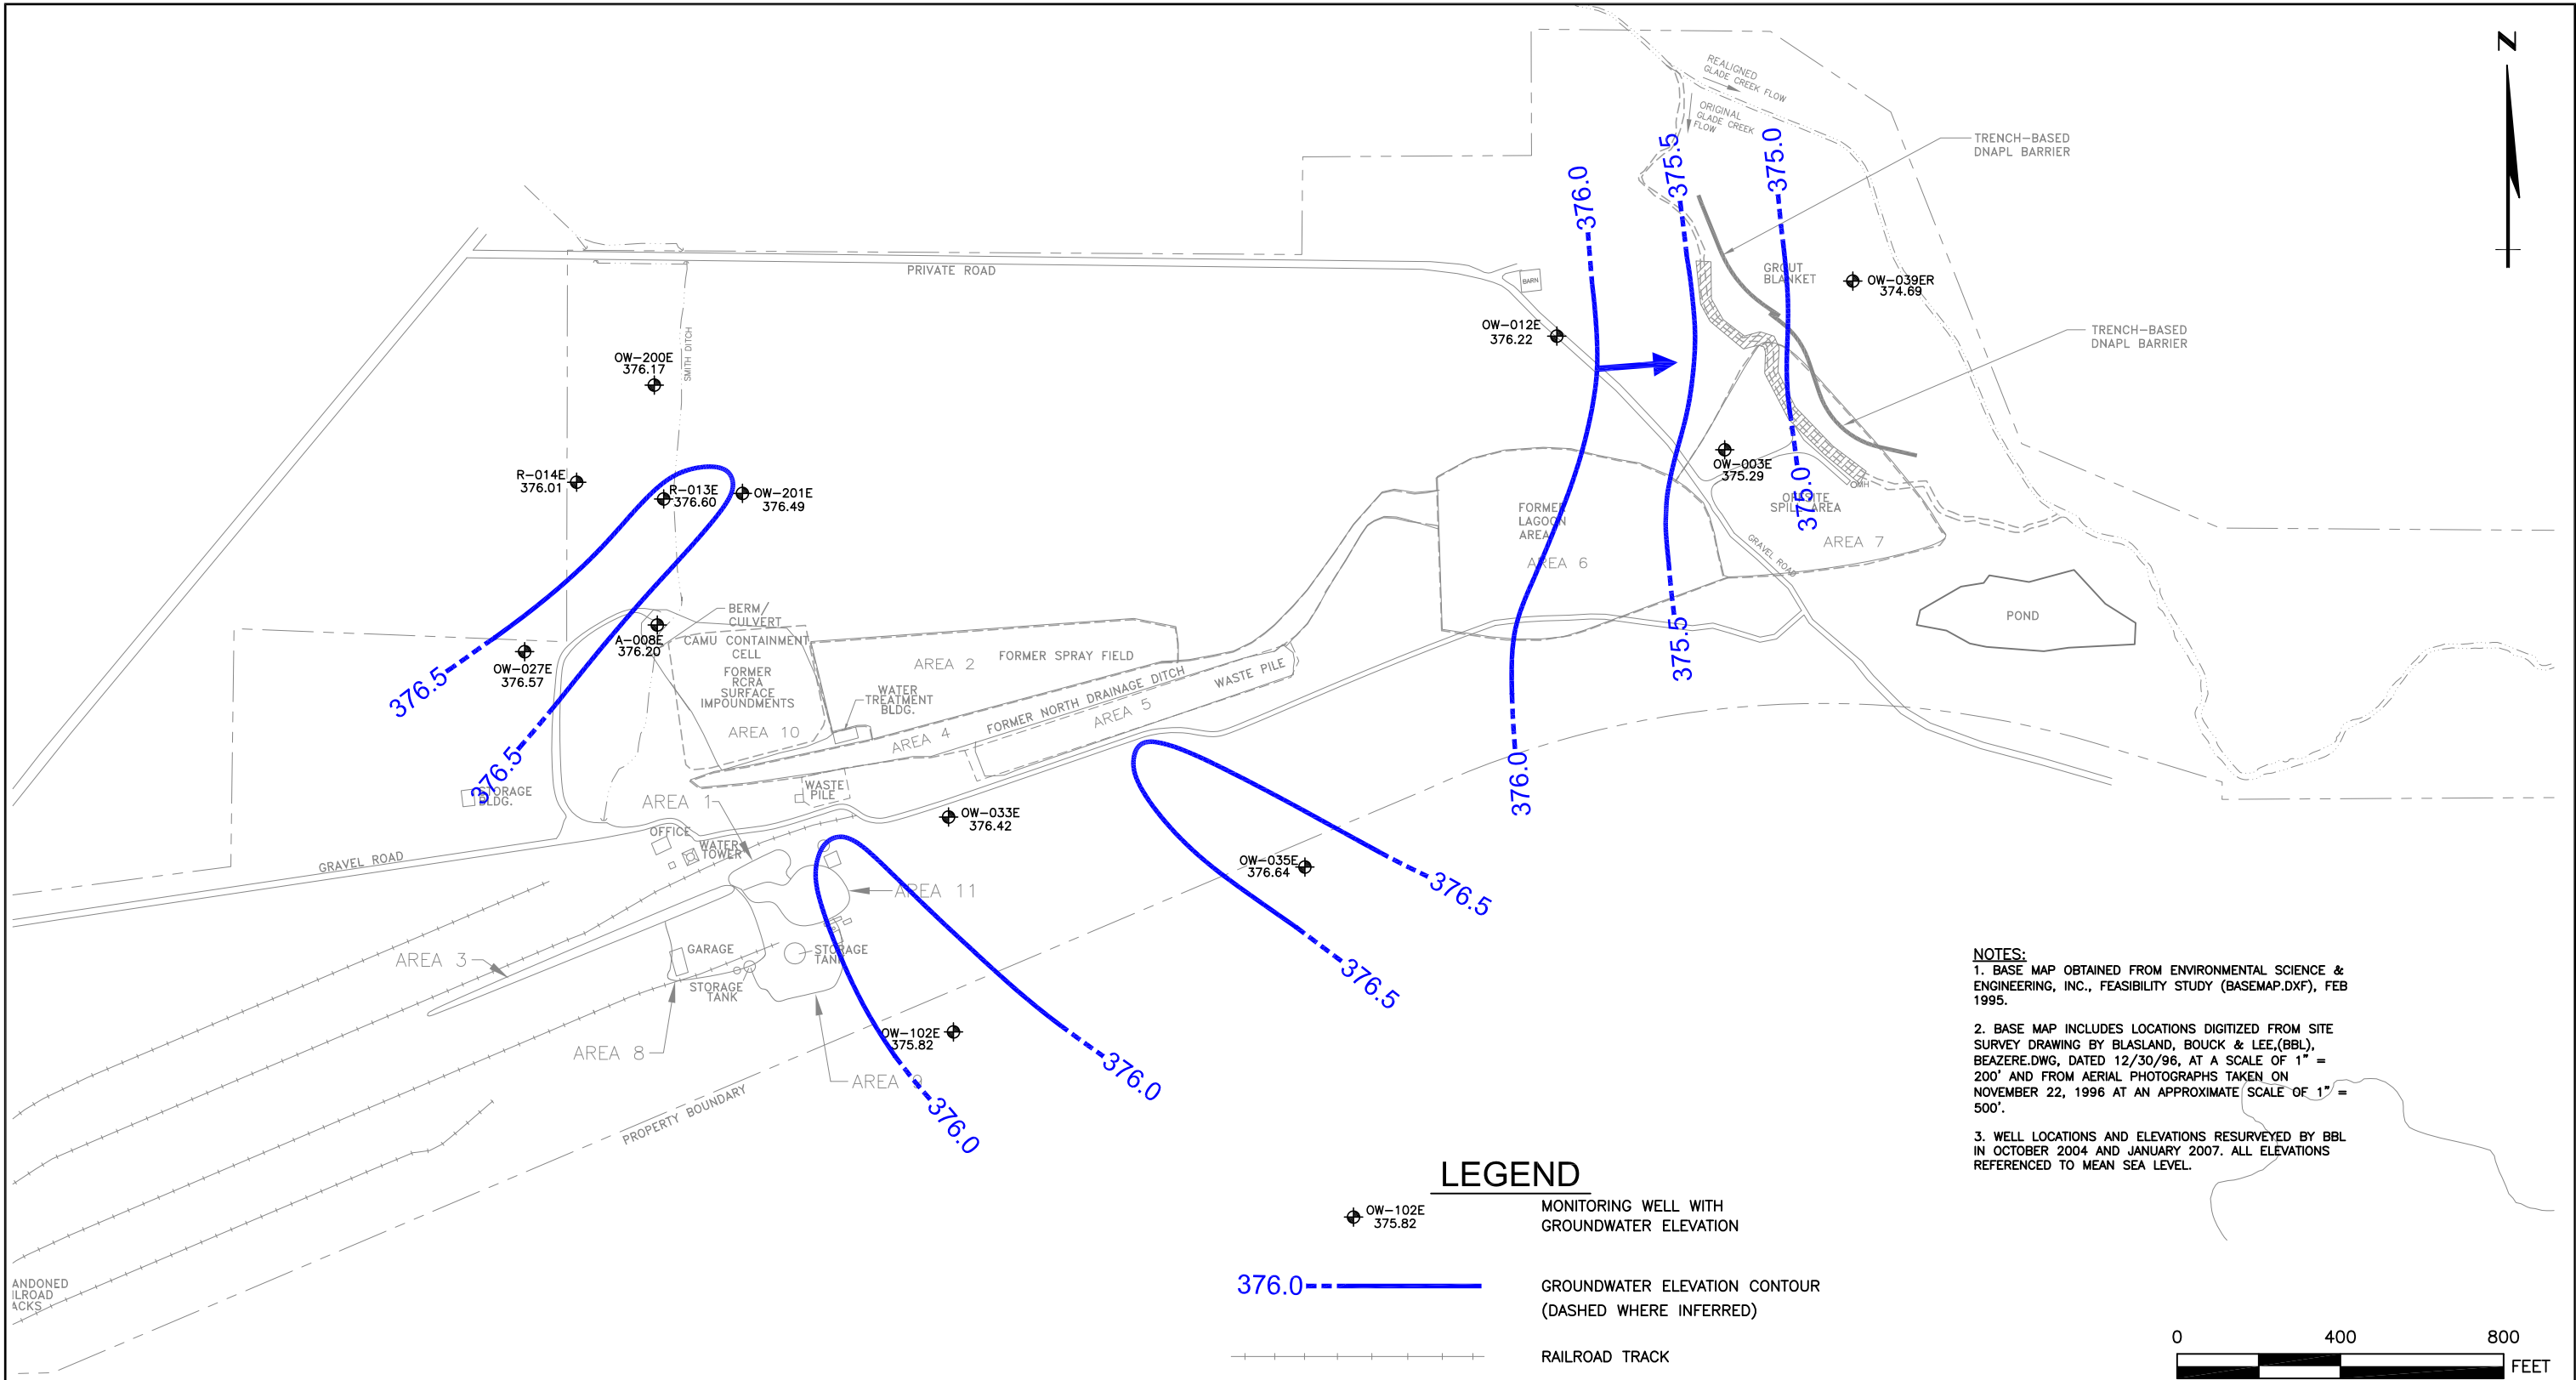 N
REALIGNED
GLADE CREEK FLOW
ORIGINAL
GLADE CREEK
FLOW
TRENCH-BASED
DNAPL BARRIER
376.0
375.5
375.0
PRIVATE ROAD
BARN
GROUT
BLANKET
OW-039ER
374.69
OW-012E
376.22
TRENCH-BASED
DNAPL BARRIER
SMITH DITCH
OW-200E
376.17
R-014E
376.01
R-013E
376.60
OW-201E
376.49
OW-003E
375.29
MH
OFFSITE
SPILL AREA
375.0
AREA 7
FORMER
LAGOON
AREA
AREA 6
GRAVEL ROAD
POND
BERM/
CULVERT
A-008E
376.20
CAMU CONTAINMENT
CELL
FORMER
RCRA
SURFACE
IMPOUNDMENTS
AREA 10
OW-027E
376.57
376.5
376.5
AREA 2
FORMER SPRAY FIELD
WATER
TREATMENT
BLDG.
FORMER NORTH DRAINAGE DITCH
WASTE PILE
AREA 4
AREA 5
375.5
376.0
STORAGE
BLDG.
WASTE
PILE
AREA 1
OFFICE
WATER
TOWER
OW-033E
376.42
GRAVEL ROAD
AREA 11
OW-035E
376.64
376.5
376.5
AREA 3
GARAGE
STORAGE
TANK
STORAGE
TANK
OW-102E
375.82
AREA 8
AREA 9
376.0
376.0
PROPERTY BOUNDARY
NOTES:
1. BASE MAP OBTAINED FROM ENVIRONMENTAL SCIENCE &
ENGINEERING, INC., FEASIBILITY STUDY (BASEMAP.DXF), FEB
1995.
2. BASE MAP INCLUDES LOCATIONS DIGITIZED FROM SITE
SURVEY DRAWING BY BLASLAND, BOUCK & LEE,(BBL),
BEAZERE.DWG, DATED 12/30/96, AT A SCALE OF 1" =
200' AND FROM AERIAL PHOTOGRAPHS TAKEN ON
NOVEMBER 22, 1996 AT AN APPROXIMATE SCALE OF 1" =
500'.
3. WELL LOCATIONS AND ELEVATIONS RESURVEYED BY BBL
IN OCTOBER 2004 AND JANUARY 2007. ALL ELEVATIONS
REFERENCED TO MEAN SEA LEVEL.
ANDONED
ILROAD
ACKS
LEGEND
OW-102E
375.82
MONITORING WELL WITH
GROUNDWATER ELEVATION
376.0
GROUNDWATER ELEVATION CONTOUR
(DASHED WHERE INFERRED)
RAILROAD TRACK
0 400 800
FEET